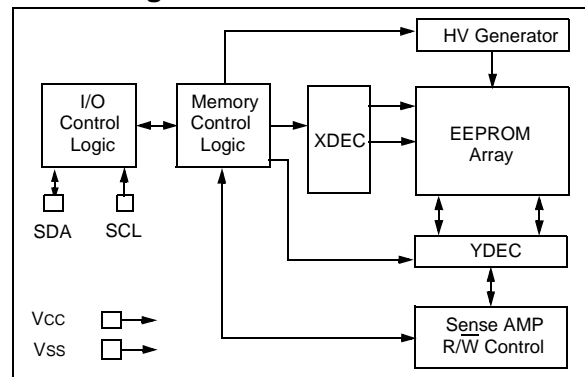 HV Generator
I/O
Control
Logic
Memory
Control
Logic
XDEC
EEPROM
Array
SDA
SCL
YDEC
VCC
VSS
Sense AMP
R/W̅ Control